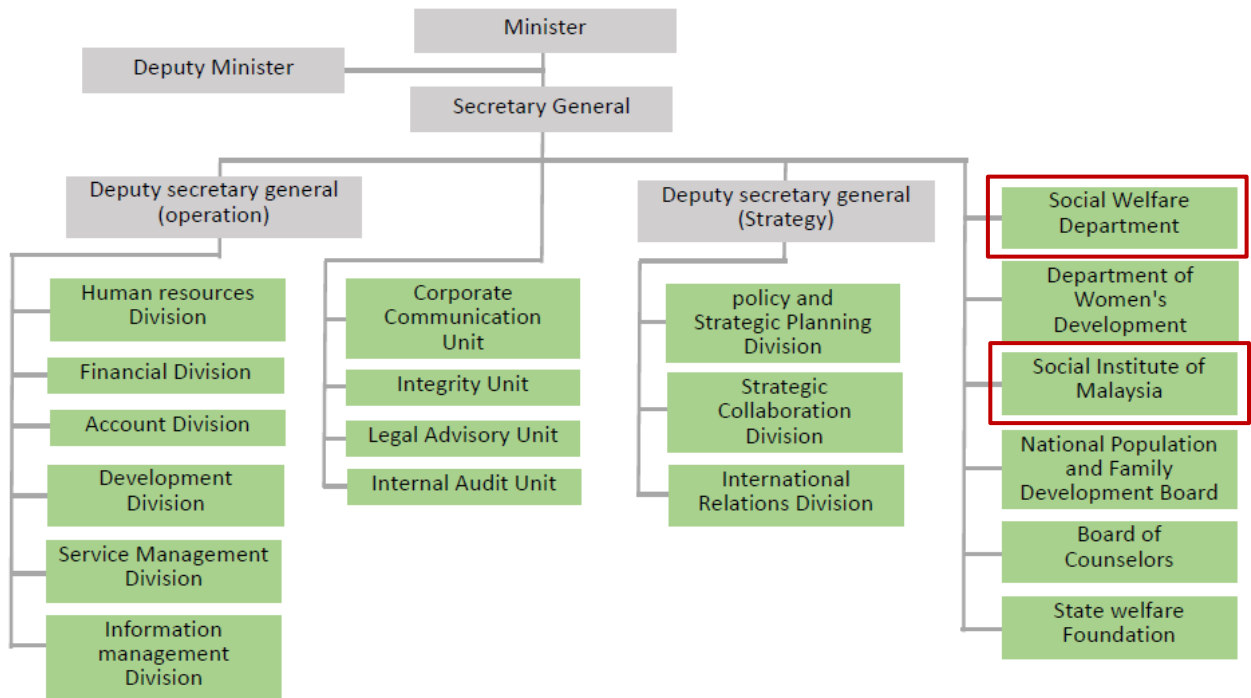 Minister
Deputy Minister
Secretary General
Deputy secretary general
(operation)
Human resources
Division
Financial Division
Account Division
Development
Division
Service Management
Division
Information
management
Division
Corporate
Communication
Unit
Integrity Unit
Legal Advisory Unit
Internal Audit Unit
Deputy secretary general
(Strategy)
policy and
Strategic Planning
Division
Strategic
Collaboration
Division
International
Relations Division
Social Welfare
Department
Department of
Women's
Development
Social Institute of
Malaysia
National Population
and Family
Development Board
Board of
Counselors
State welfare
Foundation